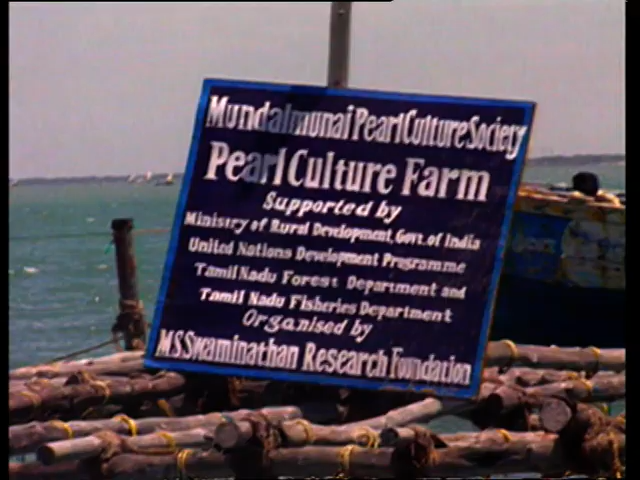 Mundalmunai Pearl Culture Society
Pearl Culture Farm
Supported by
Ministry of Rural Development, Govt. of India
United Nations Development Programme
Tamil Nadu Forest Department and
Tamil Nadu Fisheries Department
Organised by
M.S Swaminathan Research Foundation